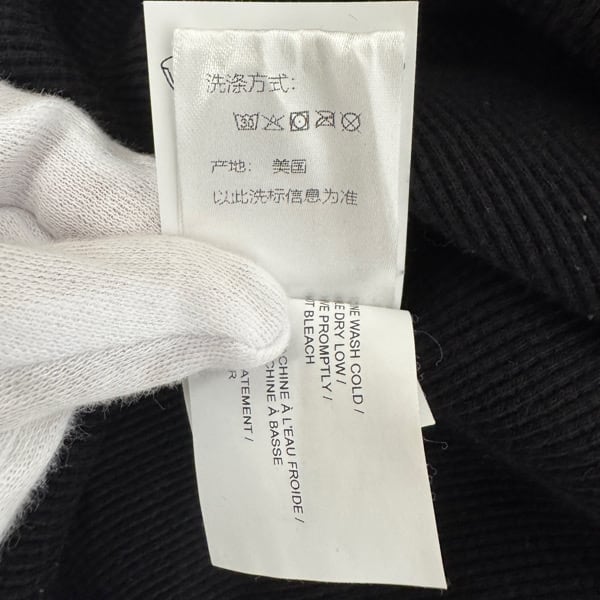 洗涤方式:
30
产地: 美国
以此洗标信息为准
WASH COLD /
DRY LOW /
PROMPTLY /
BLEACH
CHINE À L'EAU FROIDE /
CHINE À BASSE
ATEMENT /